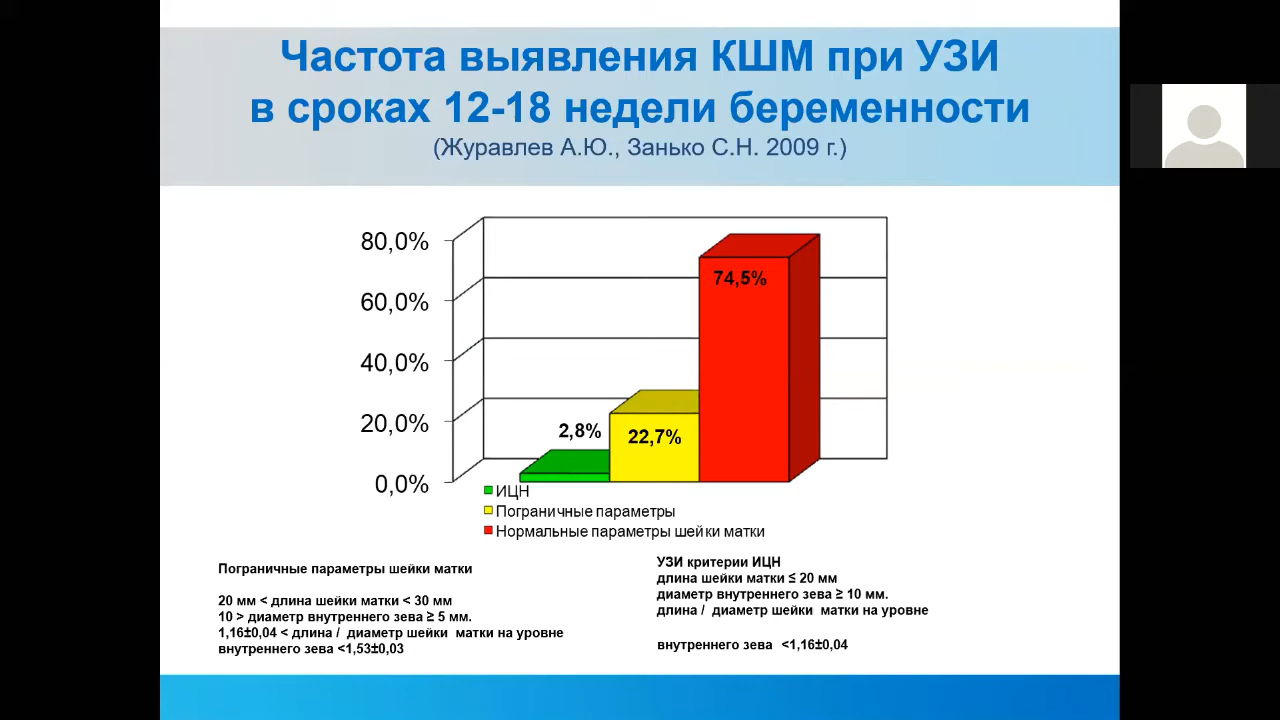 Частота выявления КШМ при УЗИ
в сроках 12-18 недели беременности
(Журавлев А.Ю., Занько С.Н. 2009 г.)
80,0%
60,0%
40,0%
20,0%
0,0%
2,8%
22,7%
74,5%
ИЦН
Пограничные параметры
Нормальные параметры шейки матки
Пограничные параметры шейки матки
20 мм < длина шейки матки < 30 мм
10 > диаметр внутреннего зева ≥ 5 мм.
1,16±0,04 < длина / диаметр шейки матки на уровне
внутреннего зева <1,53±0,03
УЗИ критерии ИЦН
длина шейки матки ≤ 20 мм
диаметр внутреннего зева ≥ 10 мм.
длина / диаметр шейки матки на уровне
внутреннего зева <1,16±0,04